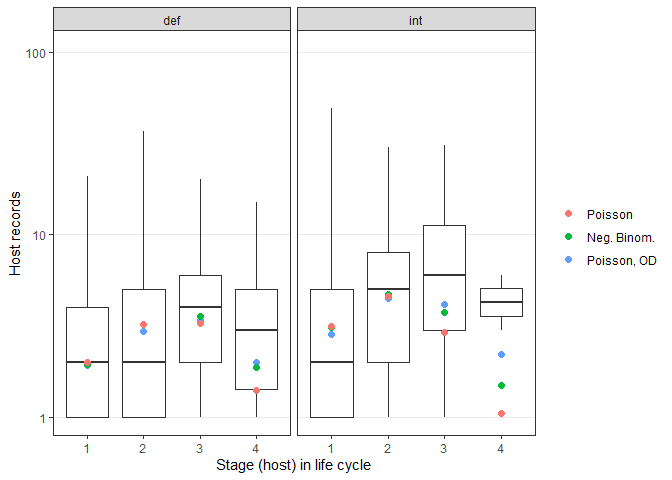 def
int
100
10
1
Host records
1 2 3 4
1 2 3 4
Stage (host) in life cycle
Poisson
Neg. Binom.
Poisson, OD